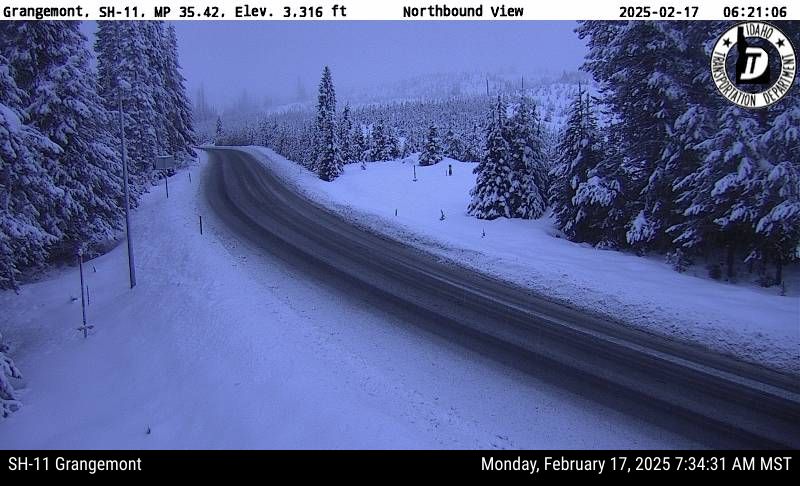 Grangemont, SH-11, MP 35.42, Elev. 3,316 ft Northbound View 2025-02-17 06:21:06
IDAHO
TRANSPORTATION DEPARTMENT
SH-11 Grangemont Monday, February 17, 2025 7:34:31 AM MST